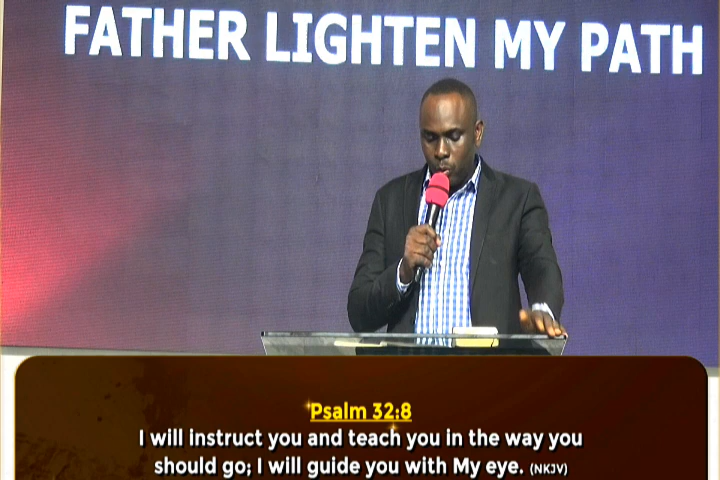 FATHER LIGHTEN MY PATH
Psalm 32:8
I will instruct you and teach you in the way you
should go; I will guide you with My eye. (NKJV)